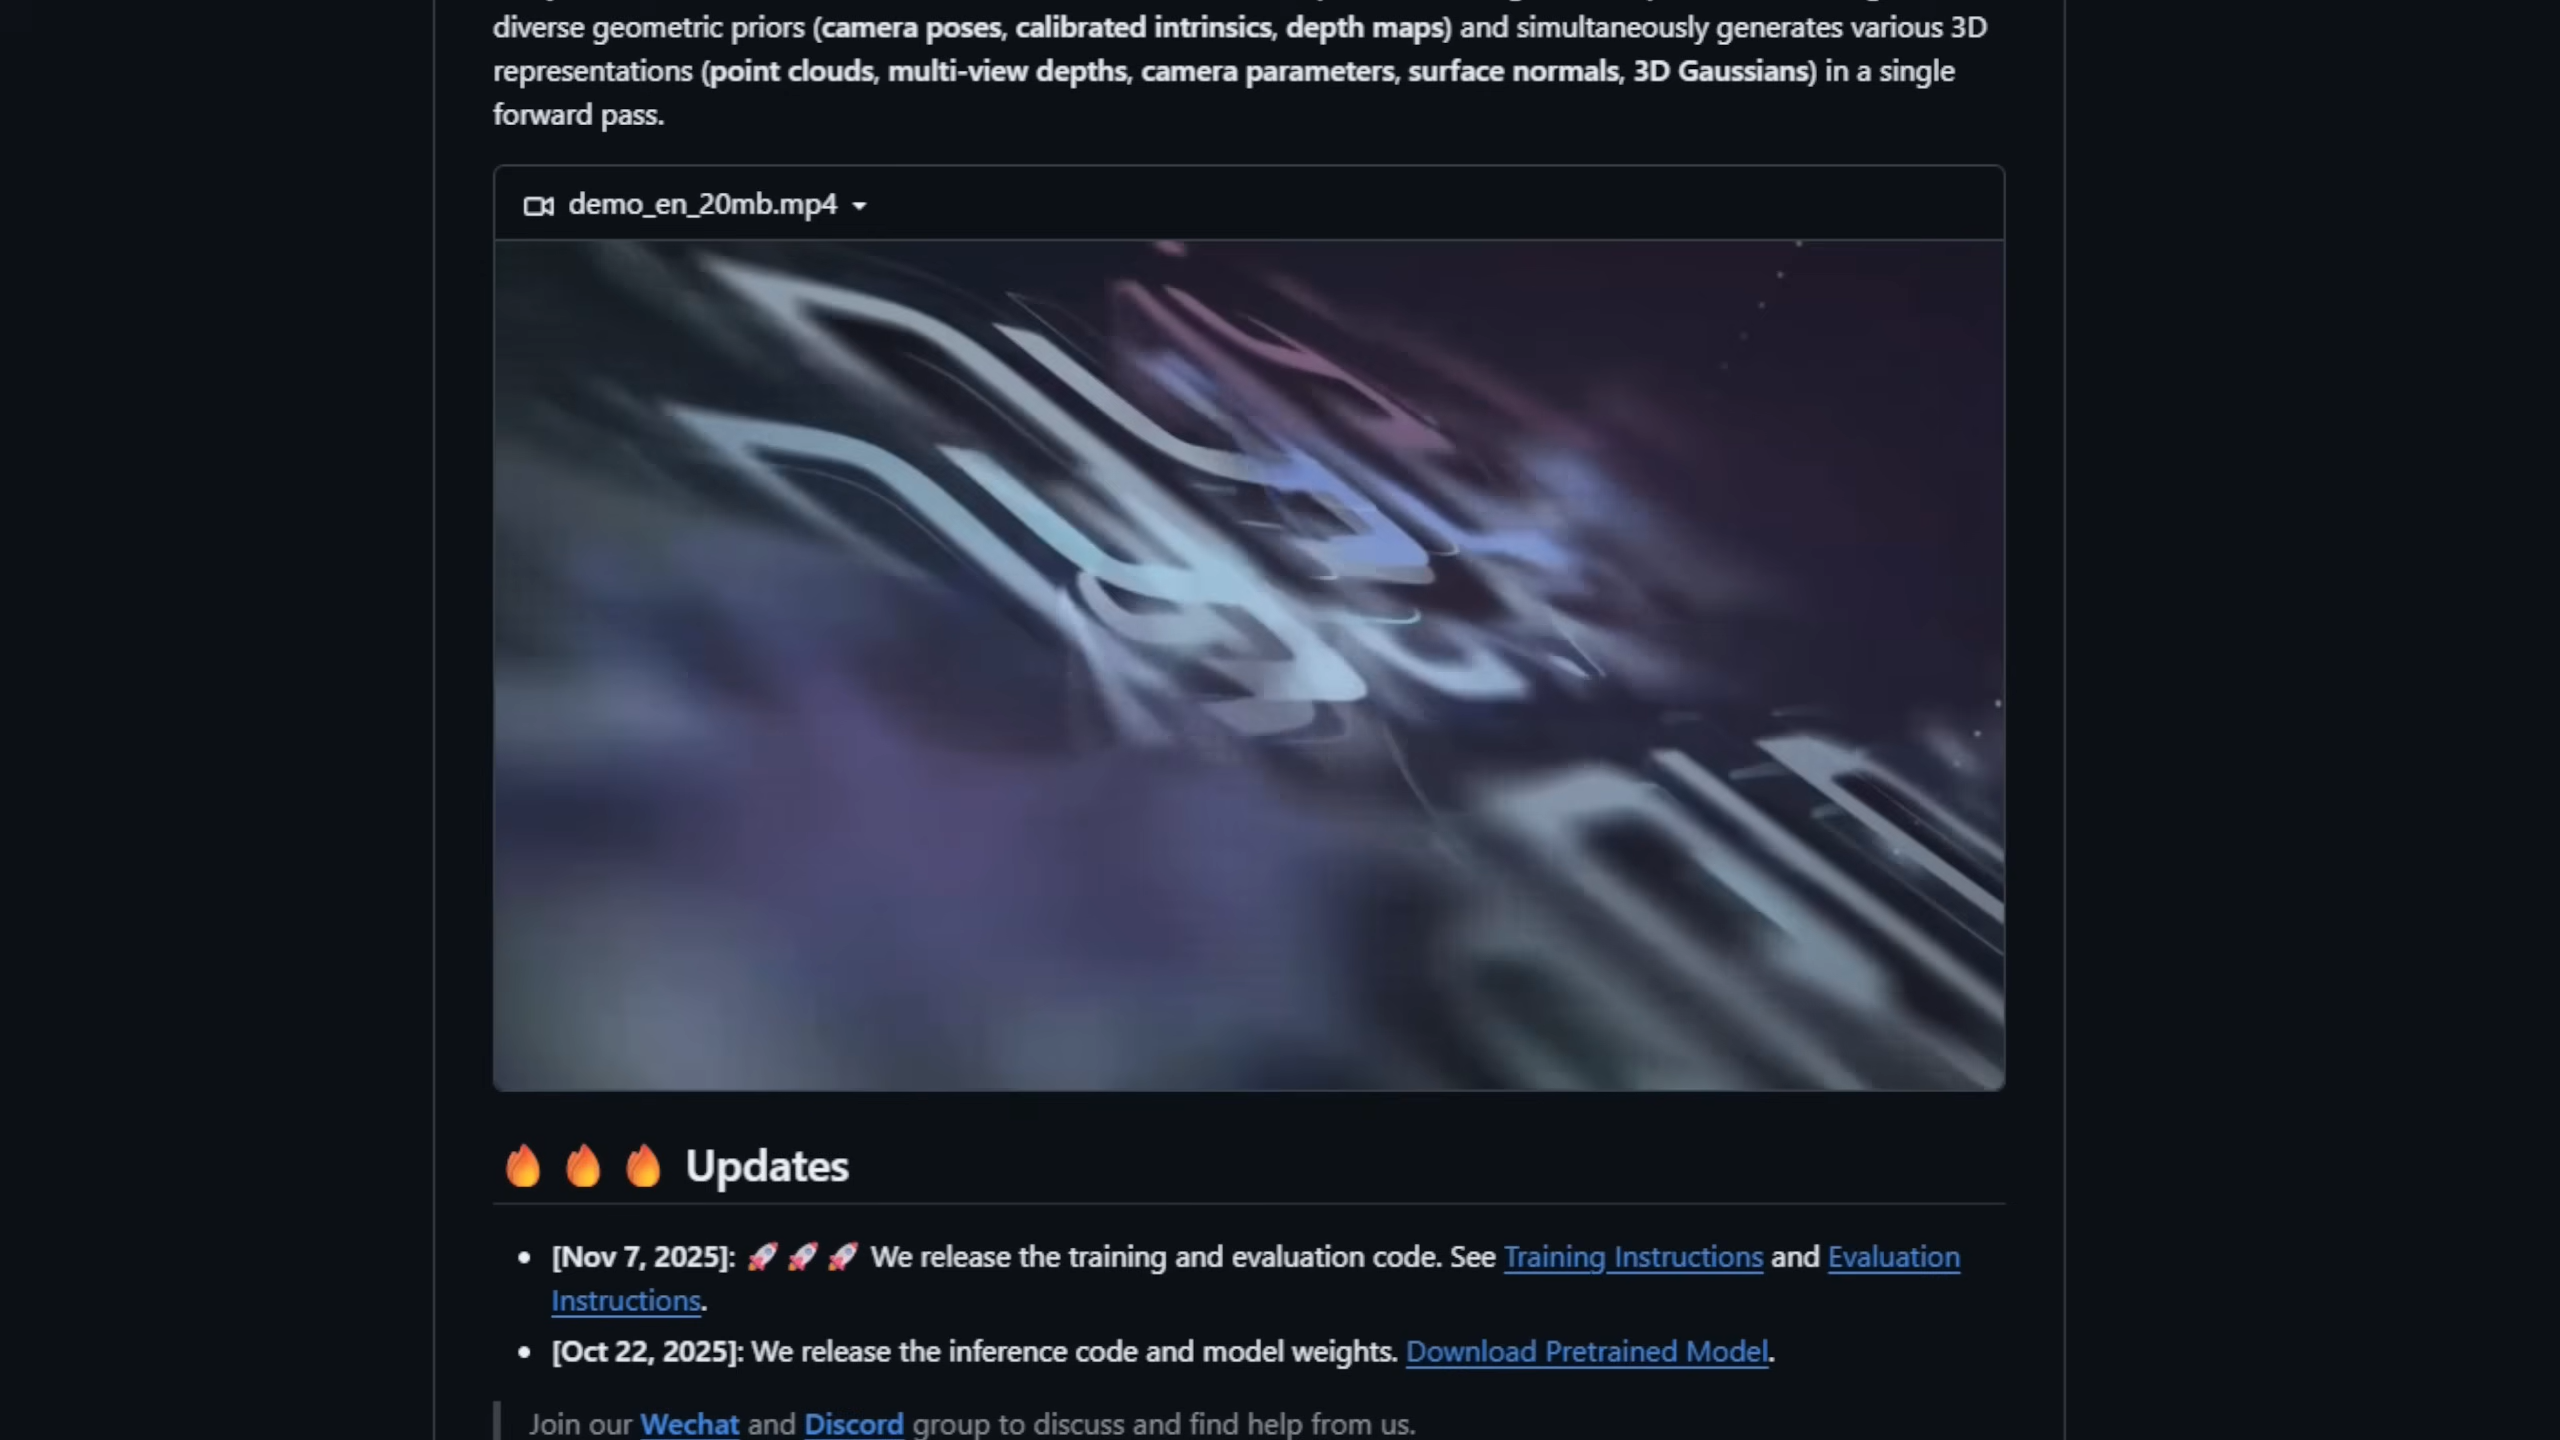 diverse geometric priors (camera poses, calibrated intrinsics, depth maps) and simultaneously generates various 3D
representations (point clouds, multi-view depths, camera parameters, surface normals, 3D Gaussians) in a single
forward pass.
demo_en_20mb.mp4
🔥 🔥 🔥 Updates
• [Nov 7, 2025]: 🚀🚀🚀 We release the training and evaluation code. See Training Instructions and Evaluation
Instructions.
• [Oct 22, 2025]: We release the inference code and model weights. Download Pretrained Model.
Join our Wechat and Discord group to discuss and find help from us.